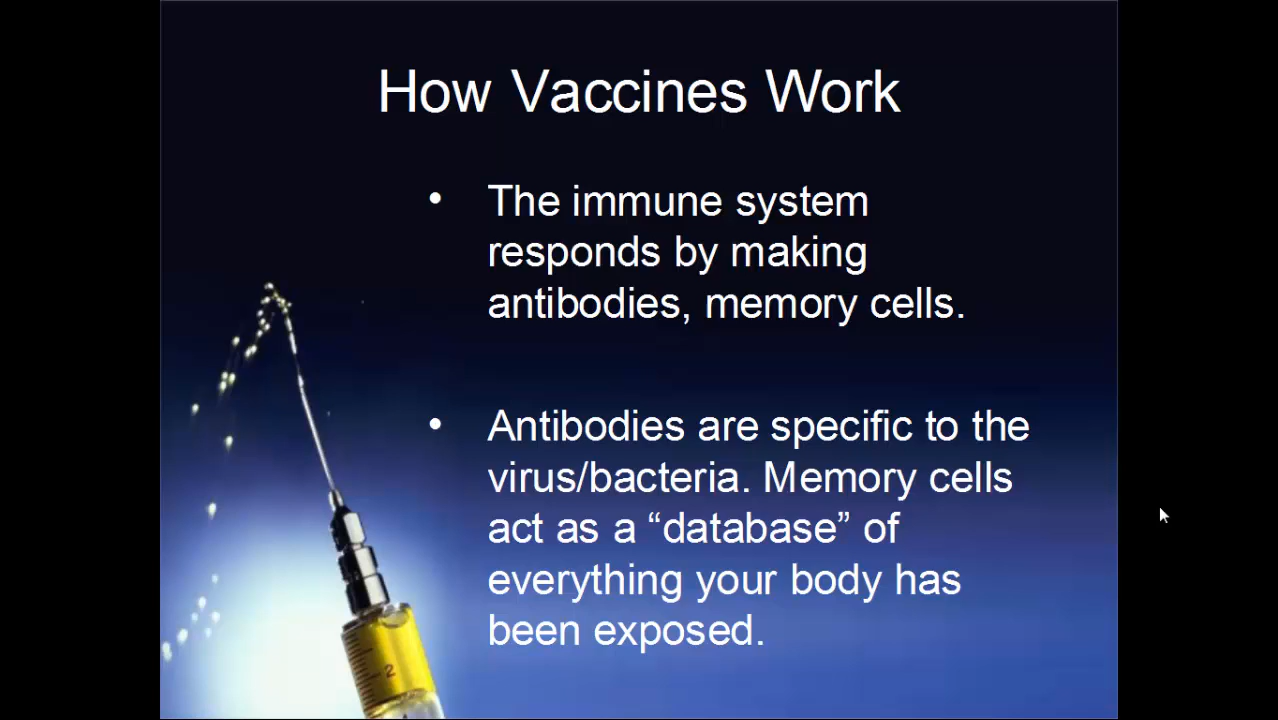 How Vaccines Work
• The immune system
responds by making
antibodies, memory cells.
• Antibodies are specific to the
virus/bacteria. Memory cells
act as a “database” of
everything your body has
been exposed.
2